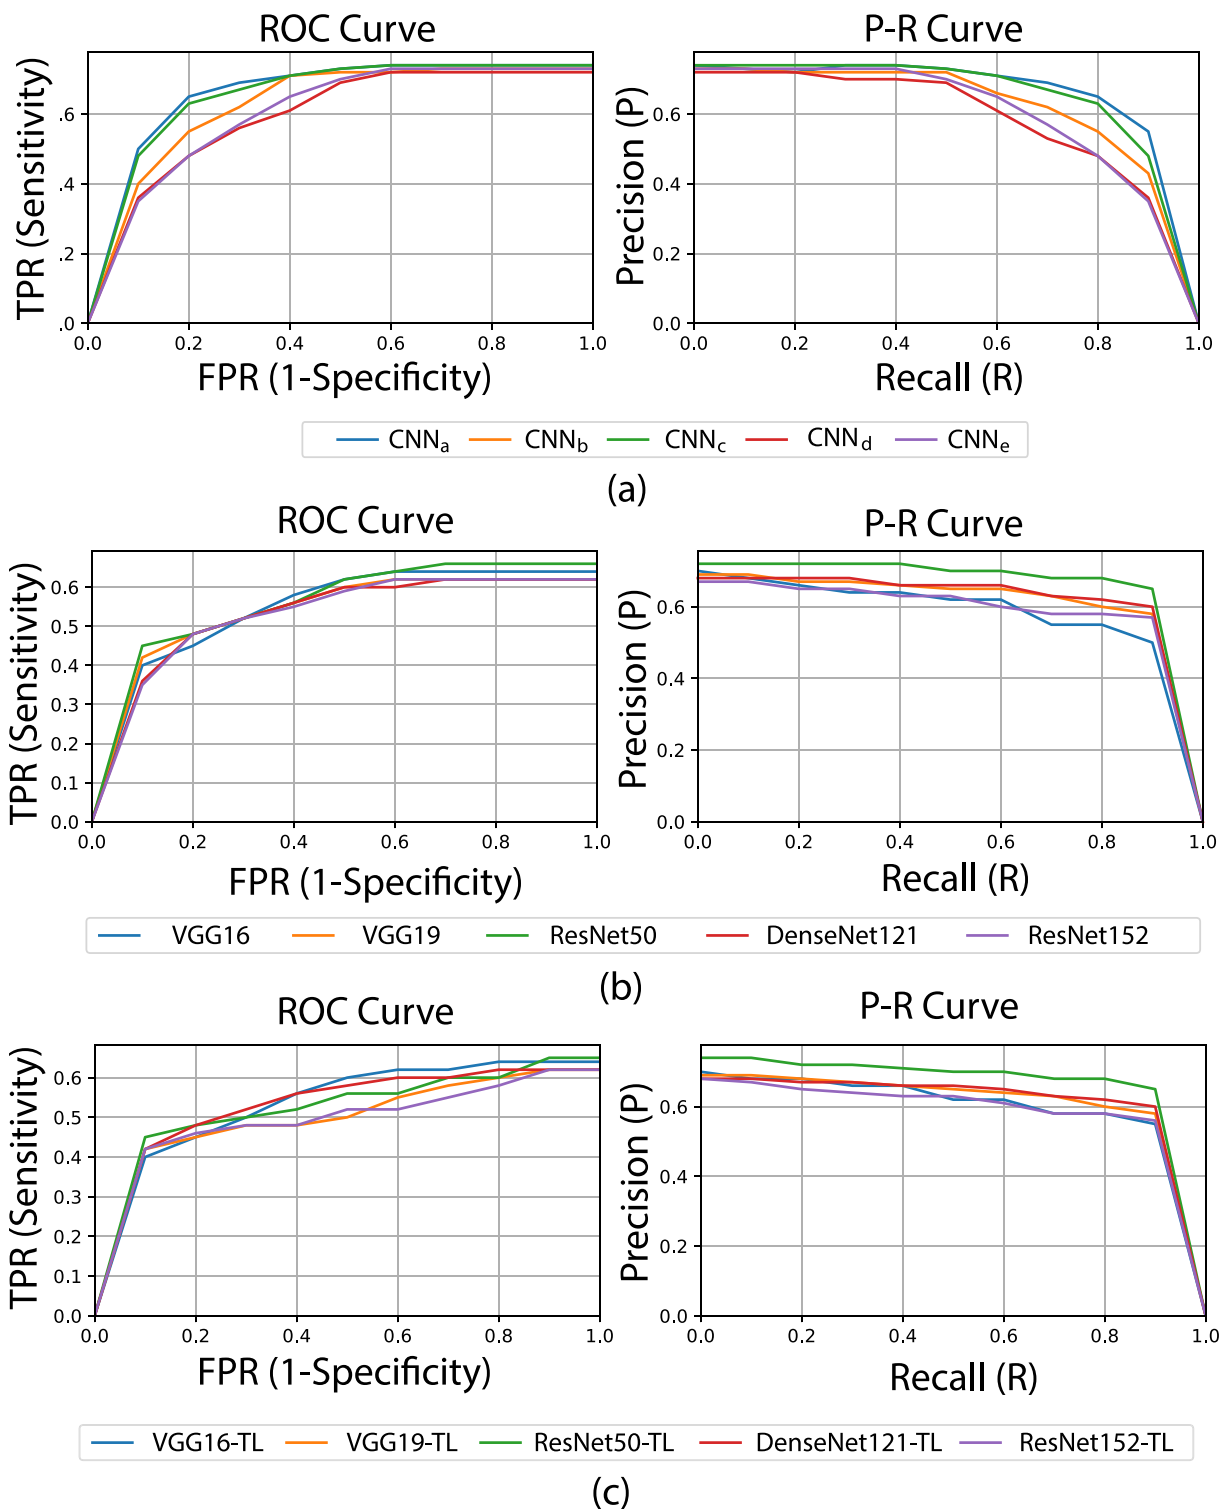 ROC Curve
P-R Curve
TPR (Sensitivity)
.6
.4
.2
.0
0.0 0.2 0.4 0.6 0.8 1.0
FPR (1-Specificity)
Precision (P)
0.6
0.4
0.2
0.0
0.0 0.2 0.4 0.6 0.8 1.0
Recall (R)
CNNa CNNb CNNc CNNd CNNe
(a)
ROC Curve
P-R Curve
TPR (Sensitivity)
0.6
0.5
0.4
0.3
0.2
0.1
0.0
0.0 0.2 0.4 0.6 0.8 1.0
FPR (1-Specificity)
Precision (P)
0.6
0.4
0.2
0.0
0.0 0.2 0.4 0.6 0.8 1.0
Recall (R)
VGG16 VGG19 ResNet50 DenseNet121 ResNet152
(b)
ROC Curve
P-R Curve
TPR (Sensitivity)
0.6
0.5
0.4
0.3
0.2
0.1
0.0
0.0 0.2 0.4 0.6 0.8 1.0
FPR (1-Specificity)
Precision (P)
0.6
0.4
0.2
0.0
0.0 0.2 0.4 0.6 0.8 1.0
Recall (R)
VGG16-TL VGG19-TL ResNet50-TL DenseNet121-TL ResNet152-TL
(c)